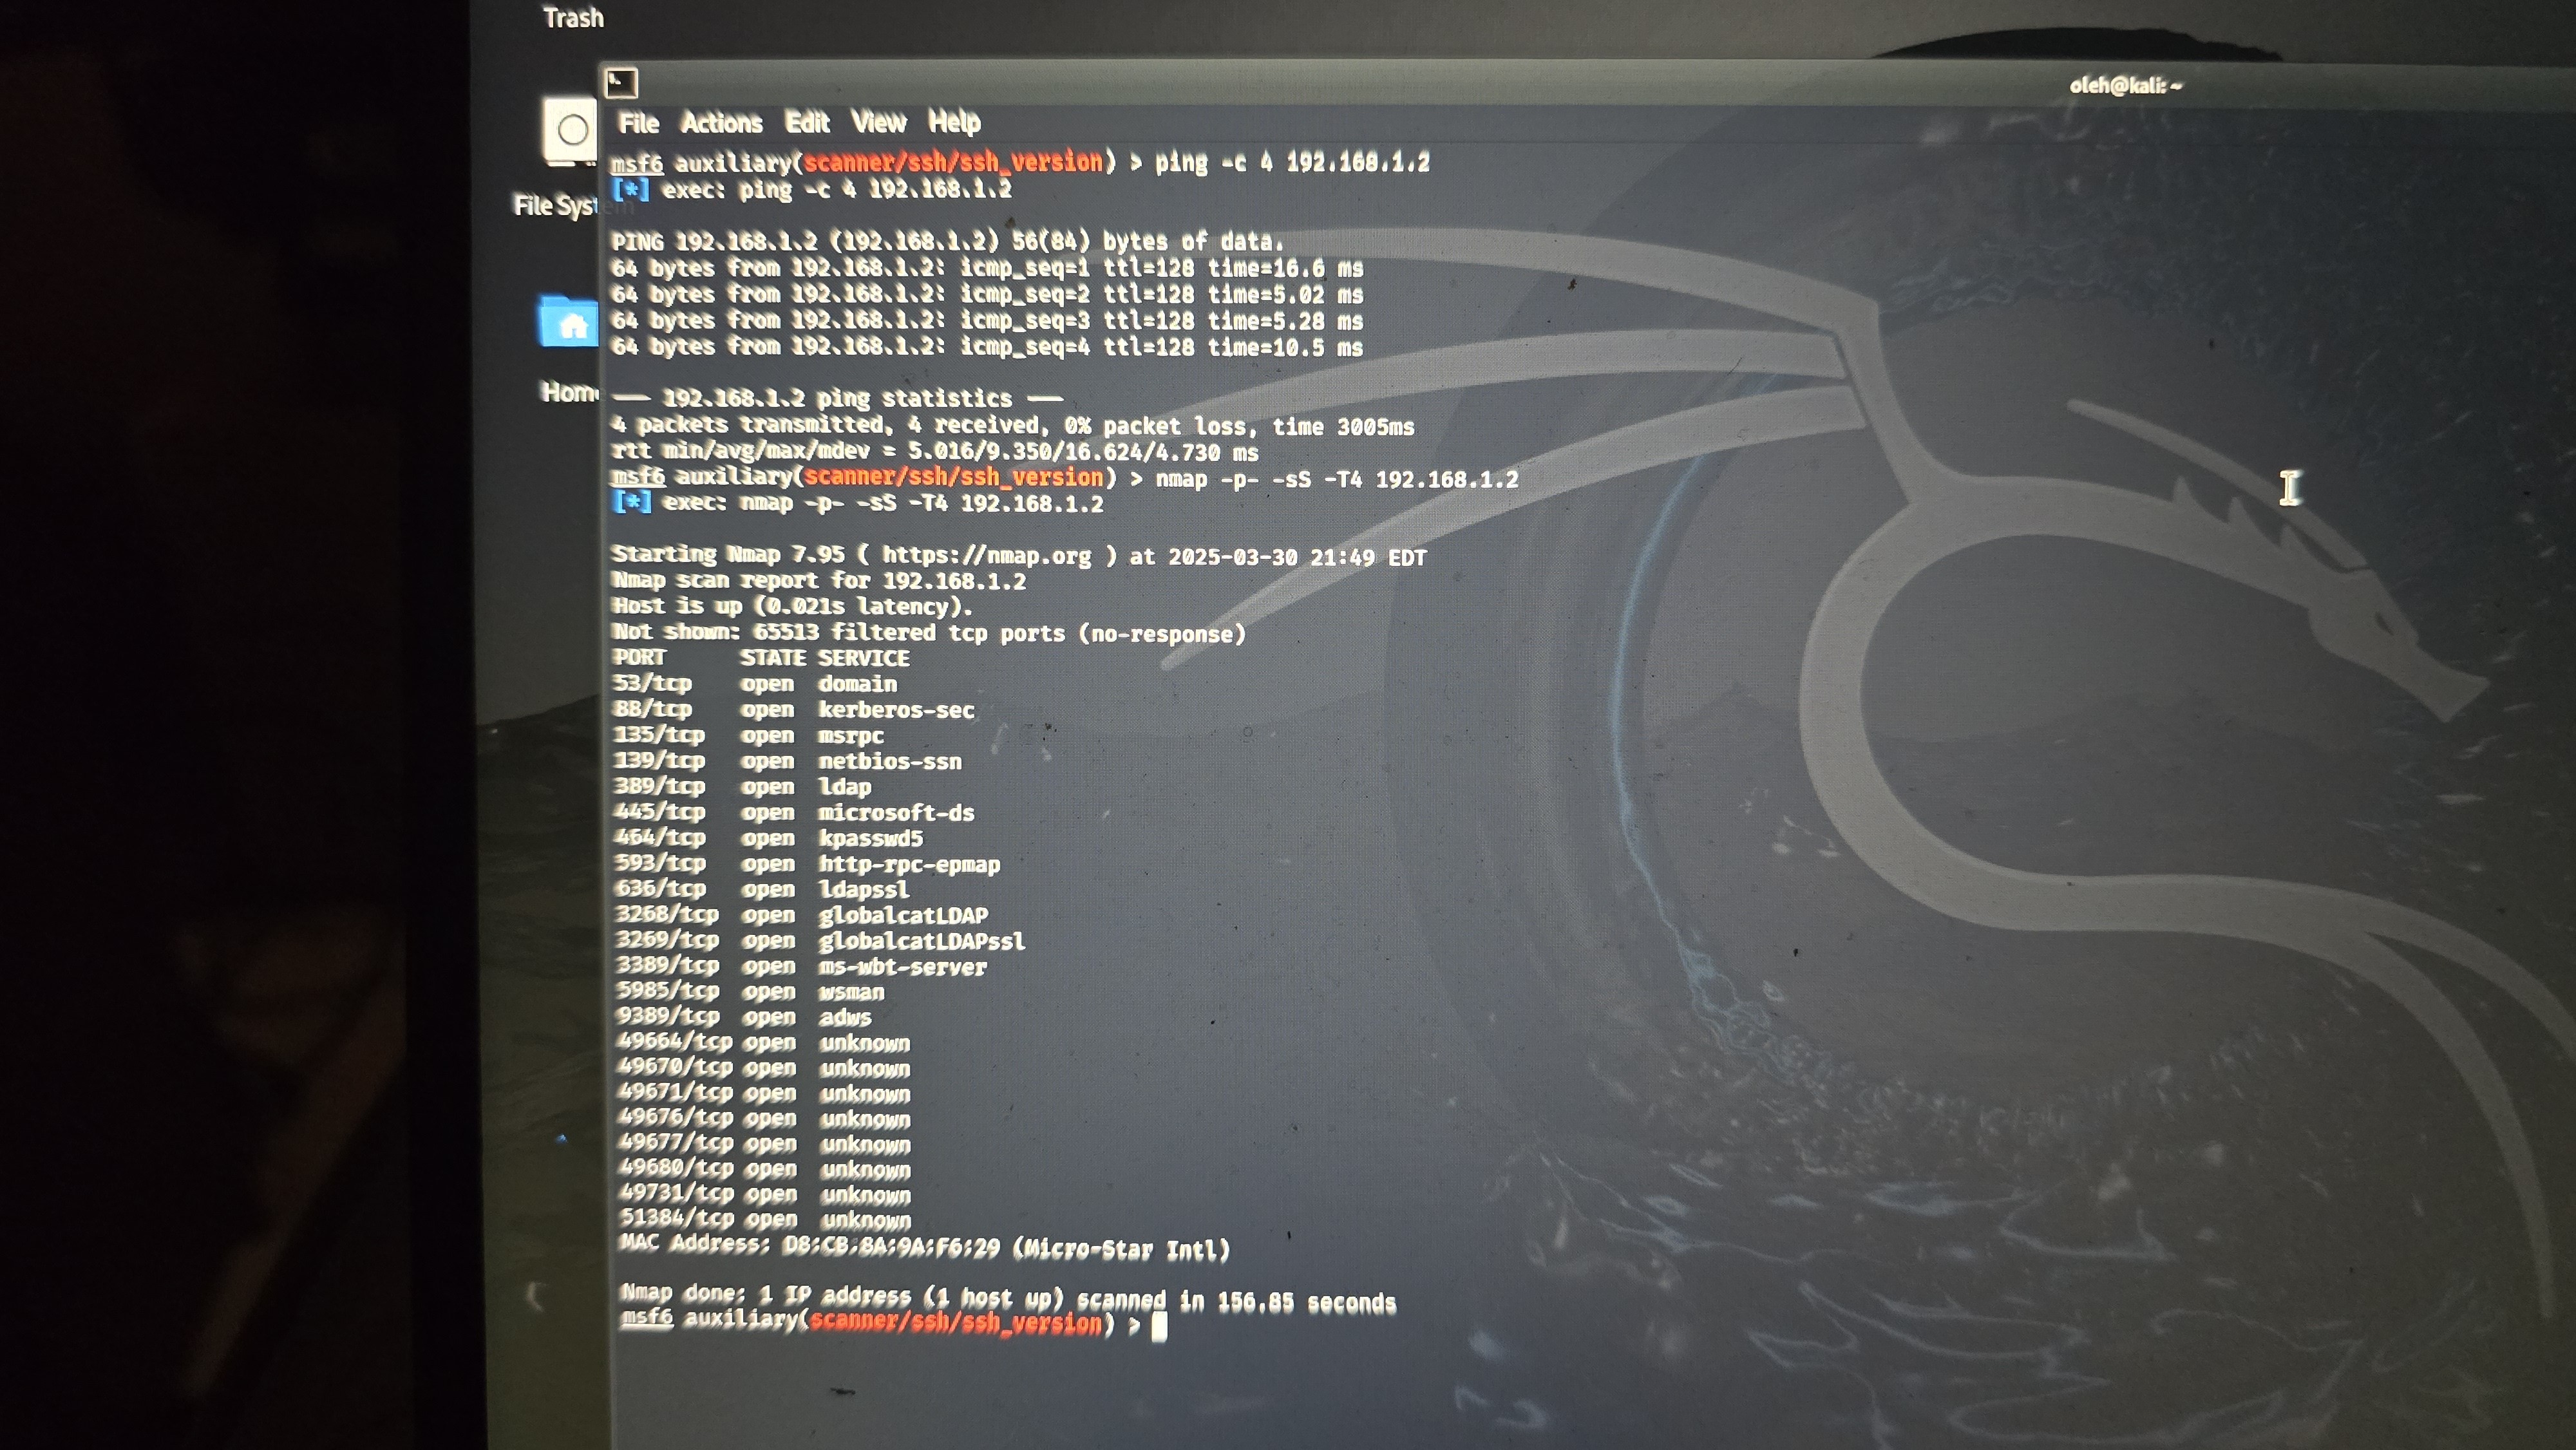 Trash
oleh@kali: ~
File Actions Edit View Help
File System
Home
msf6 auxiliary(scanner/ssh/ssh_version) > ping -c 4 192.168.1.2
[*] exec: ping -c 4 192.168.1.2
PING 192.168.1.2 (192.168.1.2) 56(84) bytes of data.
64 bytes from 192.168.1.2: icmp_seq=1 ttl=128 time=16.6 ms
64 bytes from 192.168.1.2: icmp_seq=2 ttl=128 time=5.02 ms
64 bytes from 192.168.1.2: icmp_seq=3 ttl=128 time=5.28 ms
64 bytes from 192.168.1.2: icmp_seq=4 ttl=128 time=10.5 ms
--- 192.168.1.2 ping statistics ---
4 packets transmitted, 4 received, 0% packet loss, time 3005ms
rtt min/avg/max/mdev = 5.016/9.350/16.624/4.730 ms
msf6 auxiliary(scanner/ssh/ssh_version) > nmap -p- -sS -T4 192.168.1.2
[*] exec: nmap -p- -sS -T4 192.168.1.2
Starting Nmap 7.95 ( https://nmap.org ) at 2025-03-30 21:49 EDT
Nmap scan report for 192.168.1.2
Host is up (0.021s latency).
Not shown: 65513 filtered tcp ports (no-response)
PORT STATE SERVICE
53/tcp open domain
88/tcp open kerberos-sec
135/tcp open msrpc
139/tcp open netbios-ssn
389/tcp open ldap
445/tcp open microsoft-ds
464/tcp open kpasswd5
593/tcp open http-rpc-epmap
636/tcp open ldapssl
3268/tcp open globalcatLDAP
3269/tcp open globalcatLDAPssl
3389/tcp open ms-wbt-server
5985/tcp open wsman
9389/tcp open adws
49664/tcp open unknown
49670/tcp open unknown
49671/tcp open unknown
49676/tcp open unknown
49677/tcp open unknown
49680/tcp open unknown
49731/tcp open unknown
51384/tcp open unknown
MAC Address: D8:CB:8A:9A:F6:29 (Micro-Star Intl)
Nmap done: 1 IP address (1 host up) scanned in 156.85 seconds
msf6 auxiliary(scanner/ssh/ssh_version) >